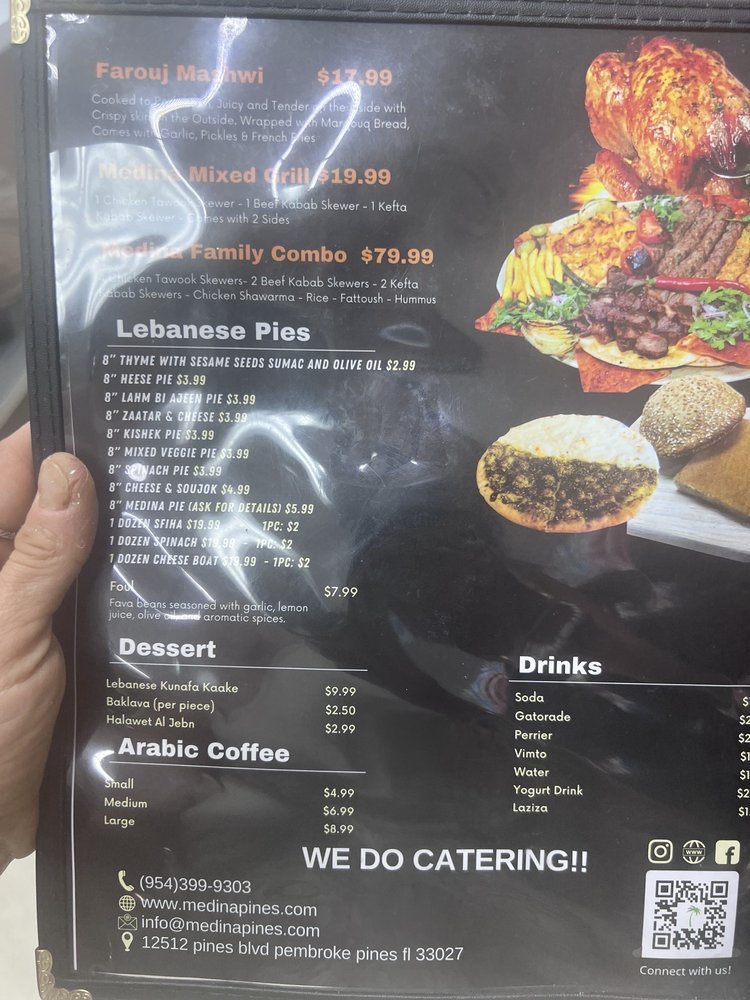 Farouj Mashwi $17.99
Cooked to Juicy and Tender on the side with
Crispy skin on the Outside, Wrapped with Marqouq Bread,
Comes with Garlic, Pickles & French Fries
Medina Mixed Grill $19.99
1 Chicken Tawook Skewer - 1 Beef Kabab Skewer - 1 Kefta
Kabab Skewer - Comes with 2 Sides
Medina Family Combo $79.99
Chicken Tawook Skewers- 2 Beef Kabab Skewers - 2 Kefta
Kabab Skewers - Chicken Shawarma - Rice - Fattoush - Hummus
Lebanese Pies
8" THYME WITH SESAME SEEDS SUMAC AND OLIVE OIL $2.99
8" HEESE PIE $3.99
8" LAHM BI AJEEN PIE $3.99
8" ZAATAR & CHEESE $3.99
8" KISHEK PIE $3.99
8" MIXED VEGGIE PIE $3.99
8" SPINACH PIE $3.99
8" CHEESE & SOUJOK $4.99
8" MEDINA PIE (ASK FOR DETAILS) $5.99
1 DOZEN SFIHA $19.99 - 1PC: $2
1 DOZEN SPINACH $19.99 - 1PC: $2
1 DOZEN CHEESE BOAT $19.99 - 1PC: $2
Foul $7.99
Fava beans seasoned with garlic, lemon
juice, olive oil, and aromatic spices.
Dessert
Lebanese Kunafa Kaake $9.99
Baklava (per piece) $2.50
Halawet Al Jebn $2.99
Arabic Coffee
Small $4.99
Medium $6.99
Large $8.99
Drinks
Soda
Gatorade
Perrier
Vimto
Water
Yogurt Drink
Laziza
WE DO CATERING!!
(954)399-9303
www.medinapines.com
info@medinapines.com
12512 pines blvd pembroke pines fl 33027
WWW
Connect with us!